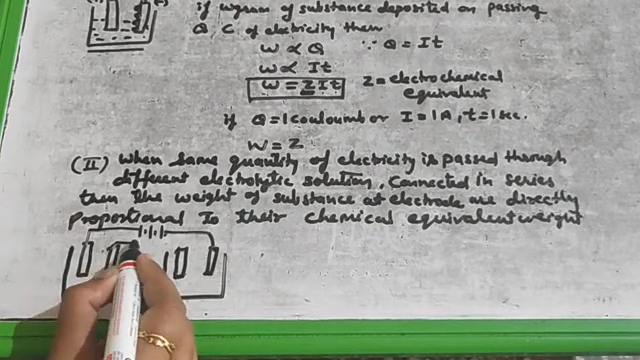 if w gram of substance deposited on passing
Q, C of electricity then
W ∝ Q ∵ Q = It
W ∝ It
W = ZIt Z = electrochemical
equivalent
if Q = 1 couloumb or I = 1A, t = 1 sec.
W = Z
(II) When Same quantity of electricity is passed through
different electrolytic solution, Connected in series
then The weight of substance at electrode are directly
Proportional To their chemical equivalent weight